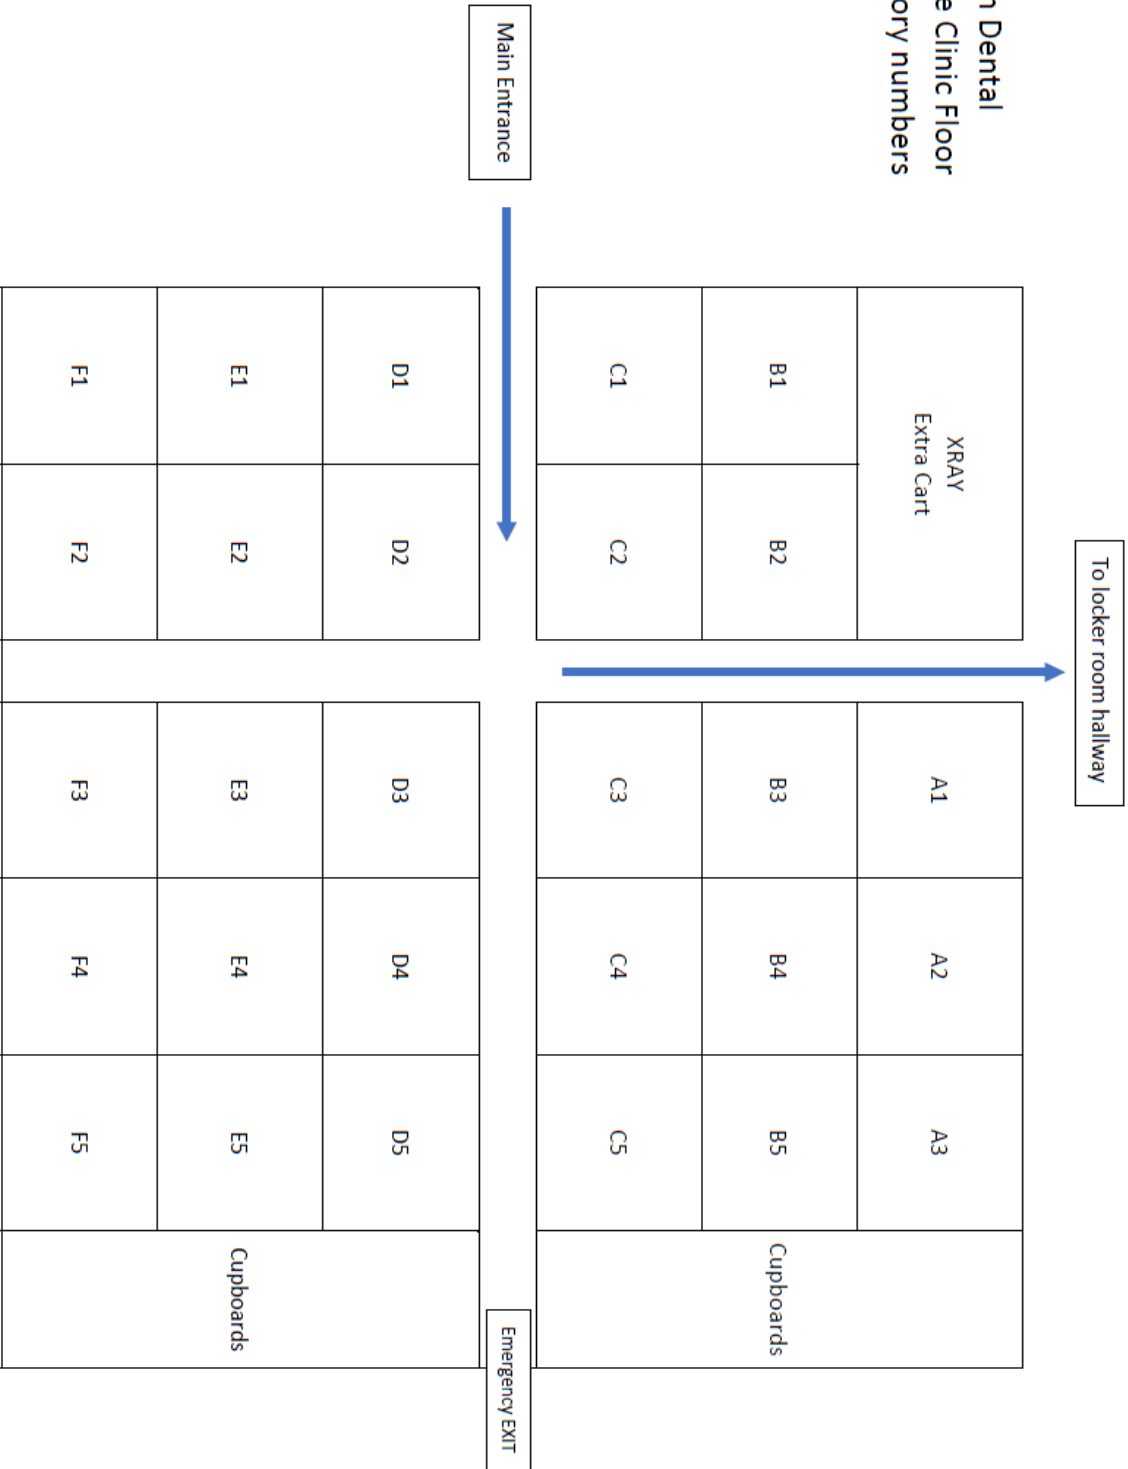 To locker room hallway
n Dental
e Clinic Floor
ory numbers
XRAY
Extra Cart
A1 A2 A3
B1 B2 B3 B4 B5 Cupboards
C1 C2 C3 C4 C5
Main Entrance
Emergency EXIT
D1 D2 D3 D4 D5
E1 E2 E3 E4 E5 Cupboards
F1 F2 F3 F4 F5